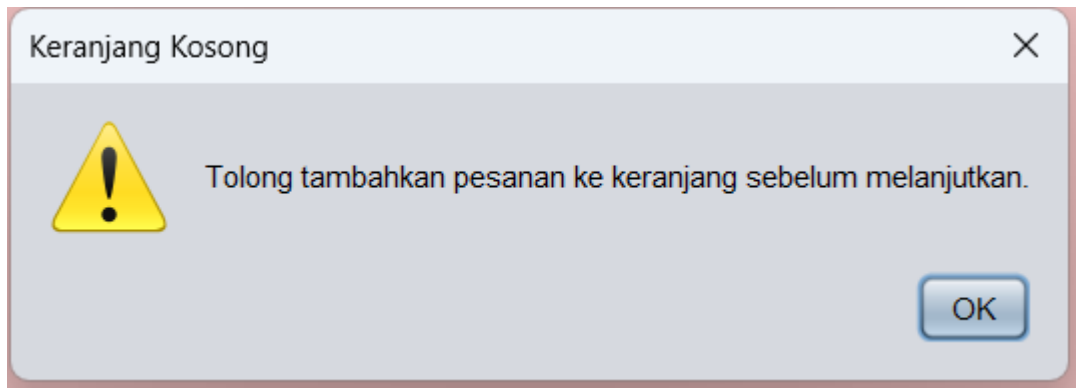 Keranjang Kosong
Tolong tambahkan pesanan ke keranjang sebelum melanjutkan.
OK